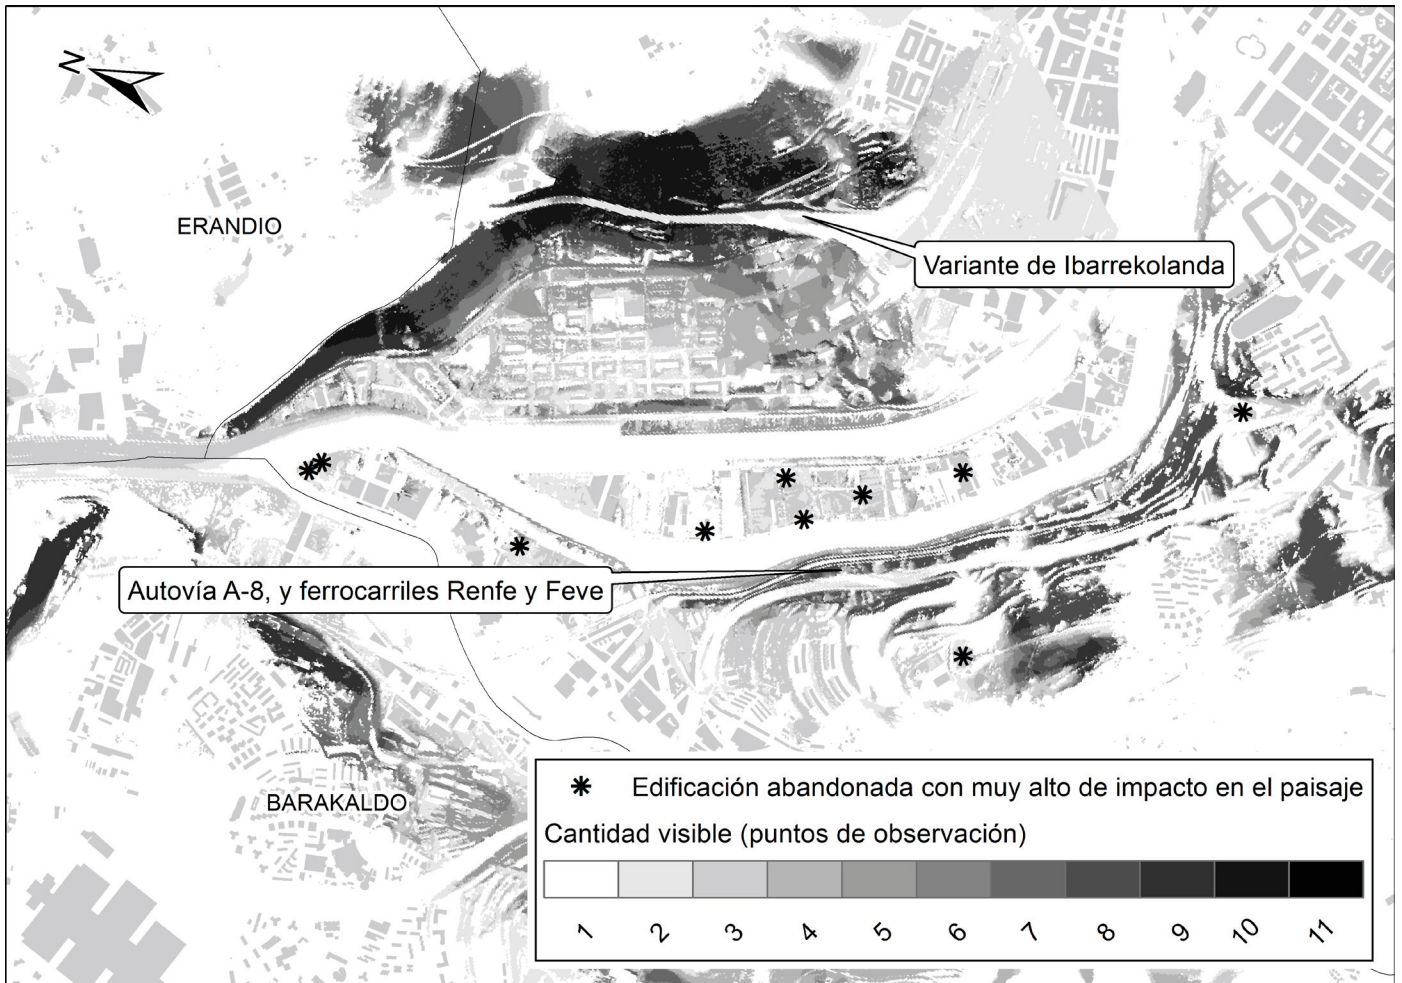 N
ERANDIO
Variante de Ibarrekolanda
Autovía A-8, y ferrocarriles Renfe y Feve
BARAKALDO
Edificación abandonada con muy alto de impacto en el paisaje
Cantidad visible (puntos de observación)
1 2 3 4 5 6 7 8 9 10 11